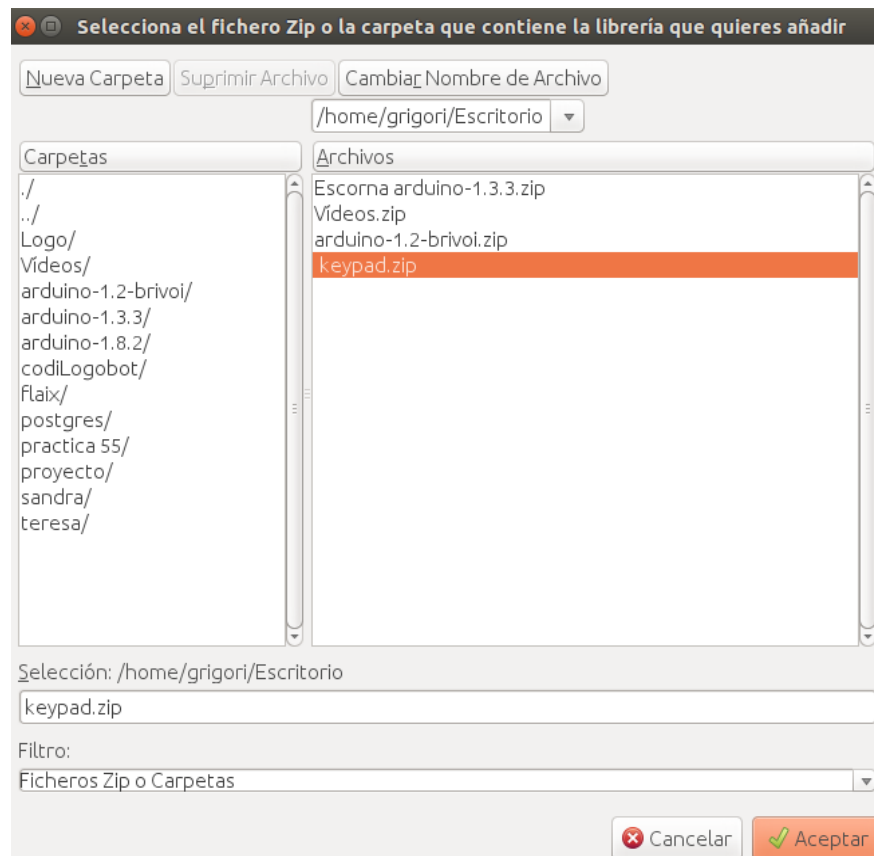 Selecciona el fichero Zip o la carpeta que contiene la librería que quieres añadir
Nueva Carpeta Suprimir Archivo Cambiar Nombre de Archivo
/home/grigori/Escritorio
Carpetas
./
../
Logo/
Vídeos/
arduino-1.2-brivoi/
arduino-1.3.3/
arduino-1.8.2/
codiLogobot/
flaix/
postgres/
practica 55/
proyecto/
sandra/
teresa/
Archivos
Escorna arduino-1.3.3.zip
Vídeos.zip
arduino-1.2-brivoi.zip
keypad.zip
Selección: /home/grigori/Escritorio
keypad.zip
Filtro:
Ficheros Zip o Carpetas
Cancelar Aceptar